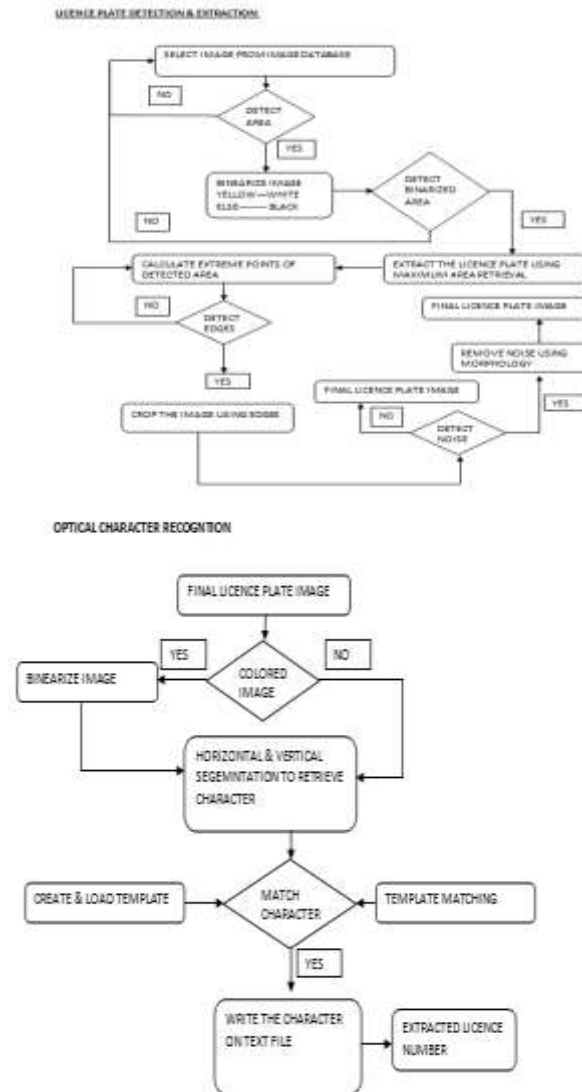 LICENCE PLATE DETECTION & EXTRACTION
SELECT IMAGE FROM IMAGE DATABASE
NO
DETECT
AREA
YES
BINEARIZE IMAGE
YELLOW—WHITE
ELSE——BLACK
DETECT
BINARIZED
AREA
NO
YES
CALCULATE EXTREME POINTS OF
DETECTED AREA
EXTRACT THE LICENCE PLATE USING
MAXIMUM AREA RETRIEVAL
NO
DETECT
EDGES
FINAL LICENCE PLATE IMAGE
REMOVE NOISE USING
MORPHOLOGY
YES
FINAL LICENCE PLATE IMAGE
CROP THE IMAGE USING EDGES
NO
DETECT
NOISE
YES
OPTICAL CHARACTER RECOGNTION
FINAL LICENCE PLATE IMAGE
YES
NO
BINEARIZE IMAGE
COLORED
IMAGE
HORIZONTAL & VERTICAL
SEGEMNTATION TO RETRIEVE
CHARACTER
CREATE & LOAD TEMPLATE
MATCH
CHARACTER
TEMPLATE MATCHING
YES
WRITE THE CHARACTER
ON TEXT FILE
EXTRACTED LICENCE
NUMBER